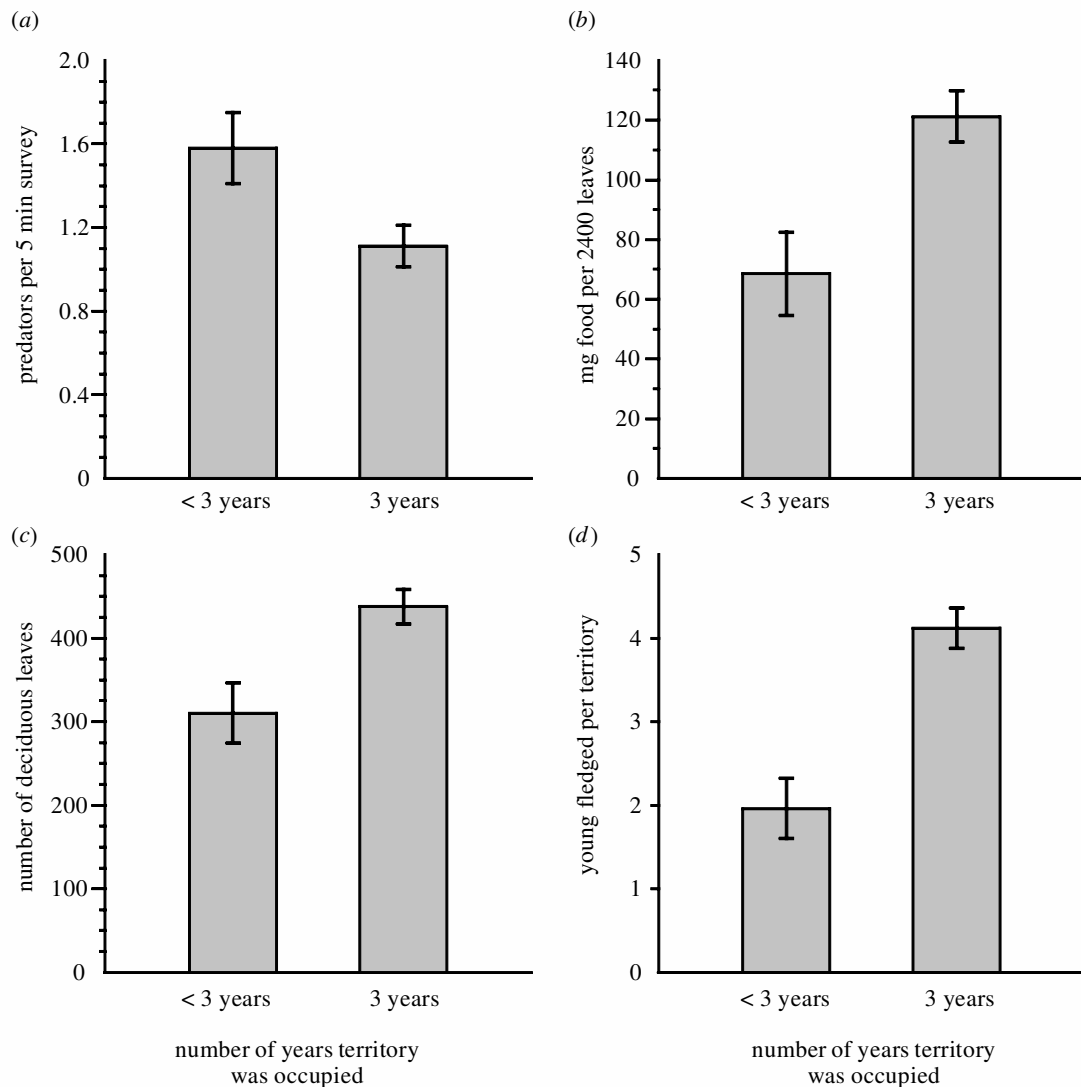 (a)
2.0
1.6
1.2
0.8
0.4
0
predators per 5 min survey
< 3 years 3 years
(b)
140
120
100
80
60
40
20
0
mg food per 2400 leaves
< 3 years 3 years
(c)
500
400
300
200
100
0
number of deciduous leaves
< 3 years 3 years
number of years territory
was occupied
(d)
5
4
3
2
1
0
young fledged per territory
< 3 years 3 years
number of years territory
was occupied